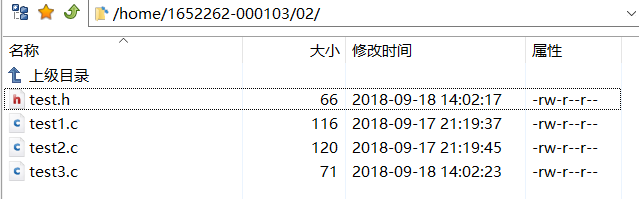 /home/1652262-000103/02/
名称 大小 修改时间 属性
上级目录
test.h 66 2018-09-18 14:02:17 -rw-r--r--
test1.c 116 2018-09-17 21:19:37 -rw-r--r--
test2.c 120 2018-09-17 21:19:45 -rw-r--r--
test3.c 71 2018-09-18 14:02:23 -rw-r--r--